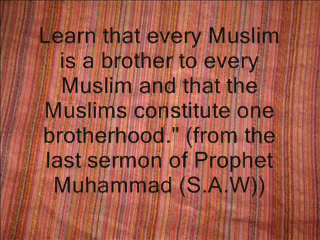 Learn that every Muslim
is a brother to every
Muslim and that the
Muslims constitute one
brotherhood." (from the
last sermon of Prophet
Muhammad (S.A.W))